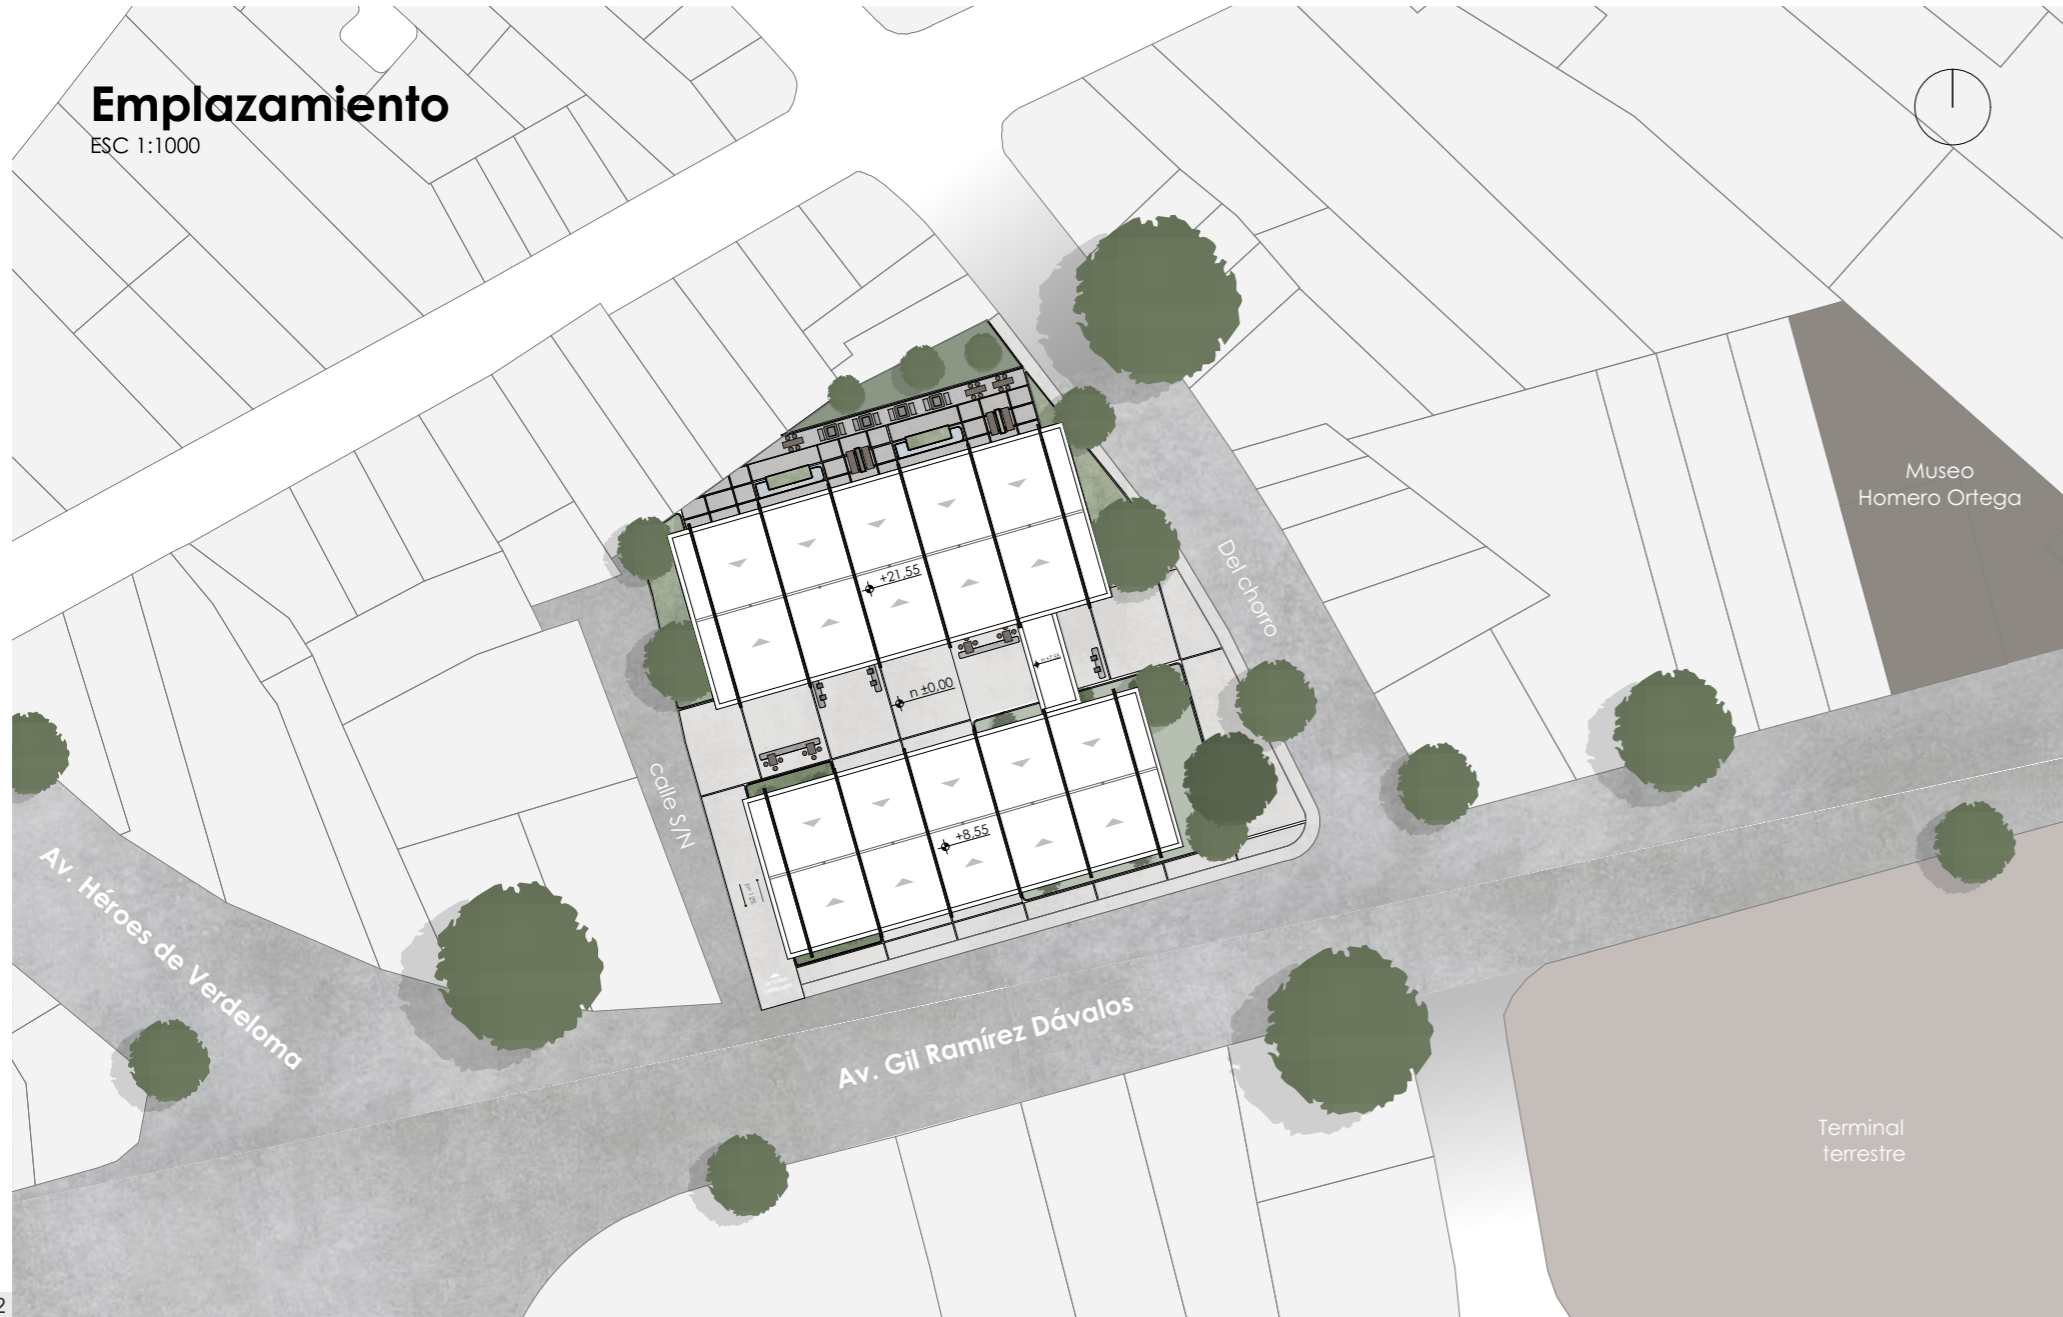 Emplazamiento
ESC 1:1000
Museo
Homero Ortega
+21,55
Del chorro
n ±0,00
Calle S/N
+8,55
Av. Héroes de Verdeloma
Av. Gil Ramírez Dávalos
Terminal
terrestre
2